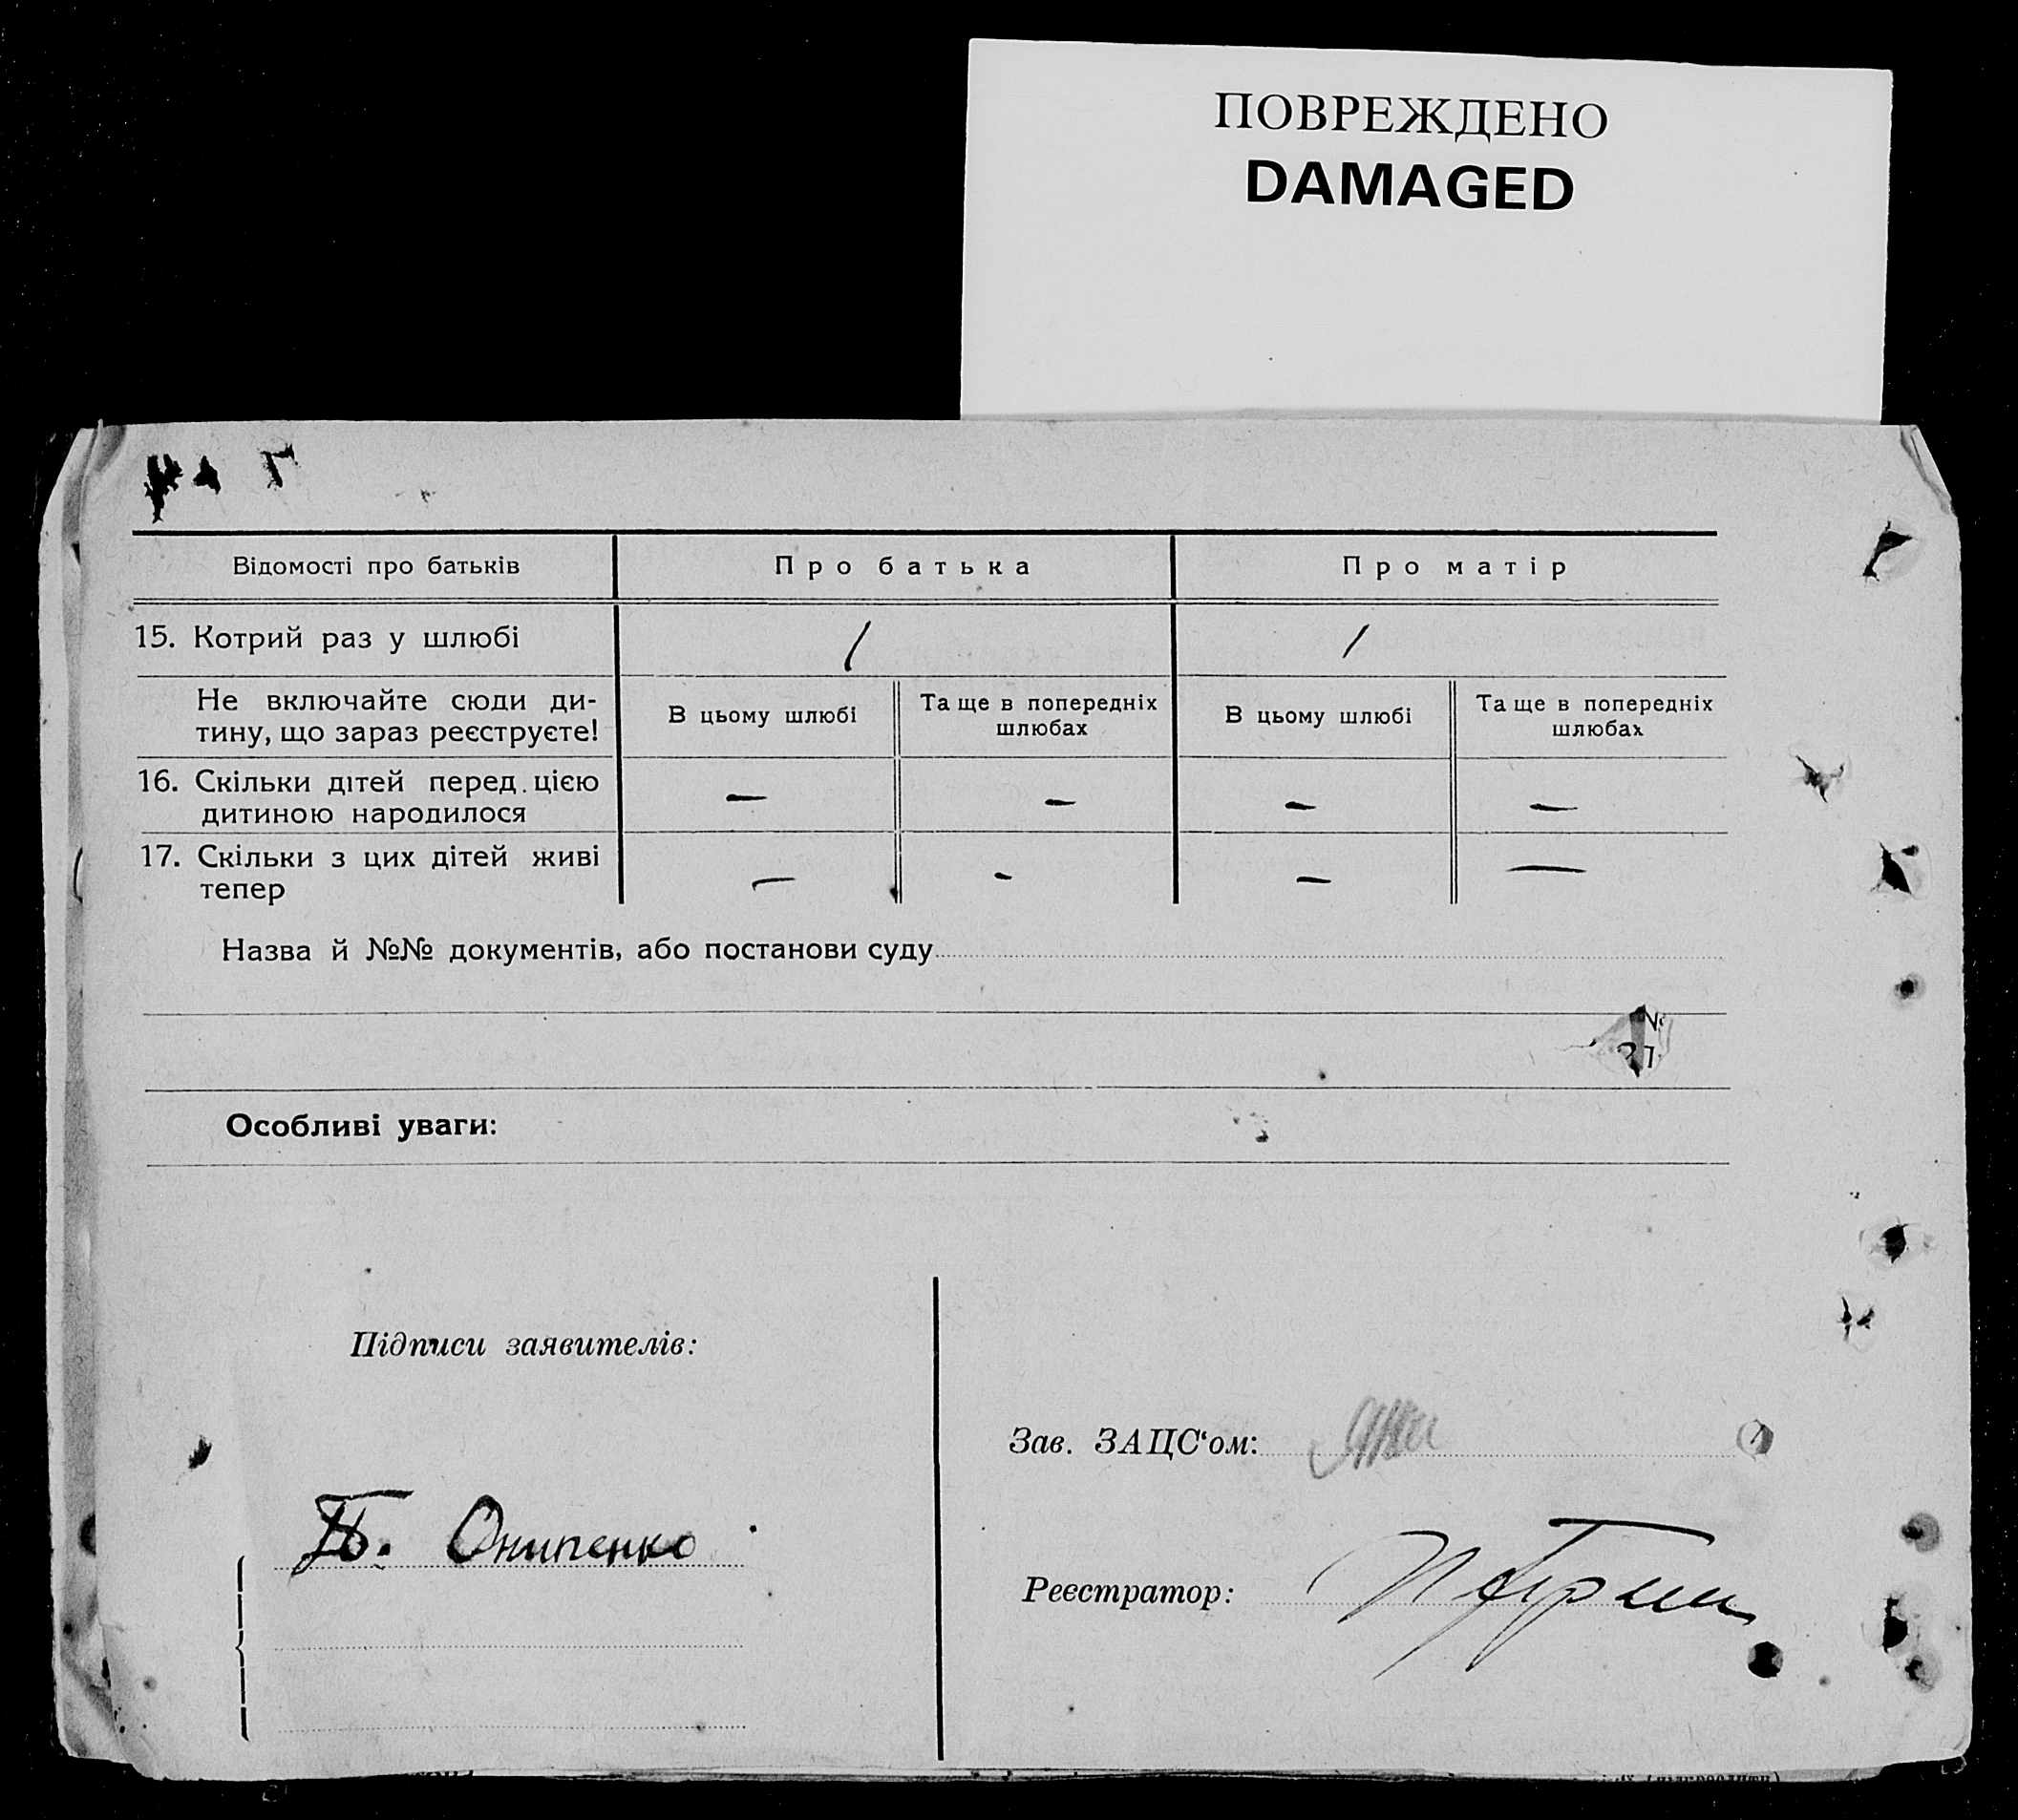 ПОВРЕЖДЕНО
DAMAGED
Відомості про батьків
Про батька
Про матір
15. Котрий раз у шлюбі
1
1
Не включайте сюди ди-
тину, що зараз реєструєте!
В цьому шлюбі
Та ще в попередніх
шлюбах
В цьому шлюбі
Та ще в попередніх
шлюбах
16. Скільки дітей перед цією
дитиною народилося
—
—
—
—
17. Скільки з цих дітей живі
тепер
—
-
—
—
Назва й №№ документів, або постанови суду
Особливі уваги:
Підписи заявителів:
Зав. ЗАЦС‘ом:
Онипенко
Реєстратор: